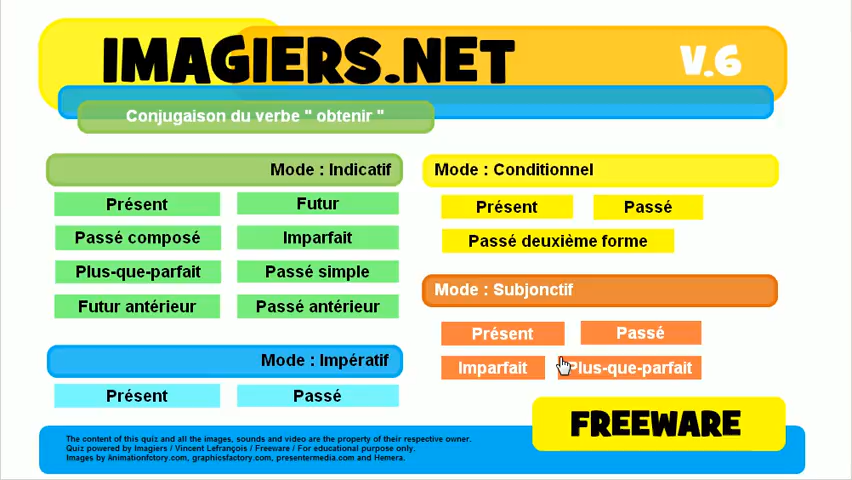 IMAGIERS.NET
V.6
Conjugaison du verbe " obtenir "
Mode : Indicatif
Présent
Futur
Passé composé
Imparfait
Plus-que-parfait
Passé simple
Futur antérieur
Passé antérieur
Mode : Impératif
Présent
Passé
Mode : Conditionnel
Présent
Passé
Passé deuxième forme
Mode : Subjonctif
Présent
Passé
Imparfait
Plus-que-parfait
FREEWARE
The content of this quiz and all the images, sounds and video are the property of their respective owner.
Quiz powered by Imagiers / Vincent Lefrançois / Freeware / For educational purpose only.
Images by Animationfctory.com, graphicsfactory.com, presentermedia.com and Hemera.